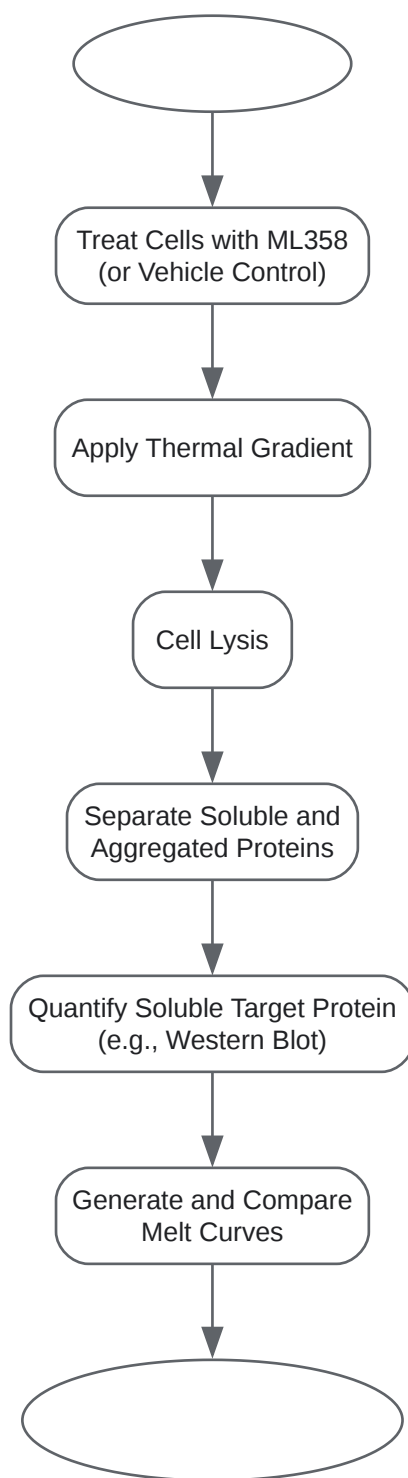 Treat Cells with ML358
(or Vehicle Control)
Apply Thermal Gradient
Cell Lysis
Separate Soluble and
Aggregated Proteins
Quantify Soluble Target Protein
(e.g., Western Blot)
Generate and Compare
Melt Curves